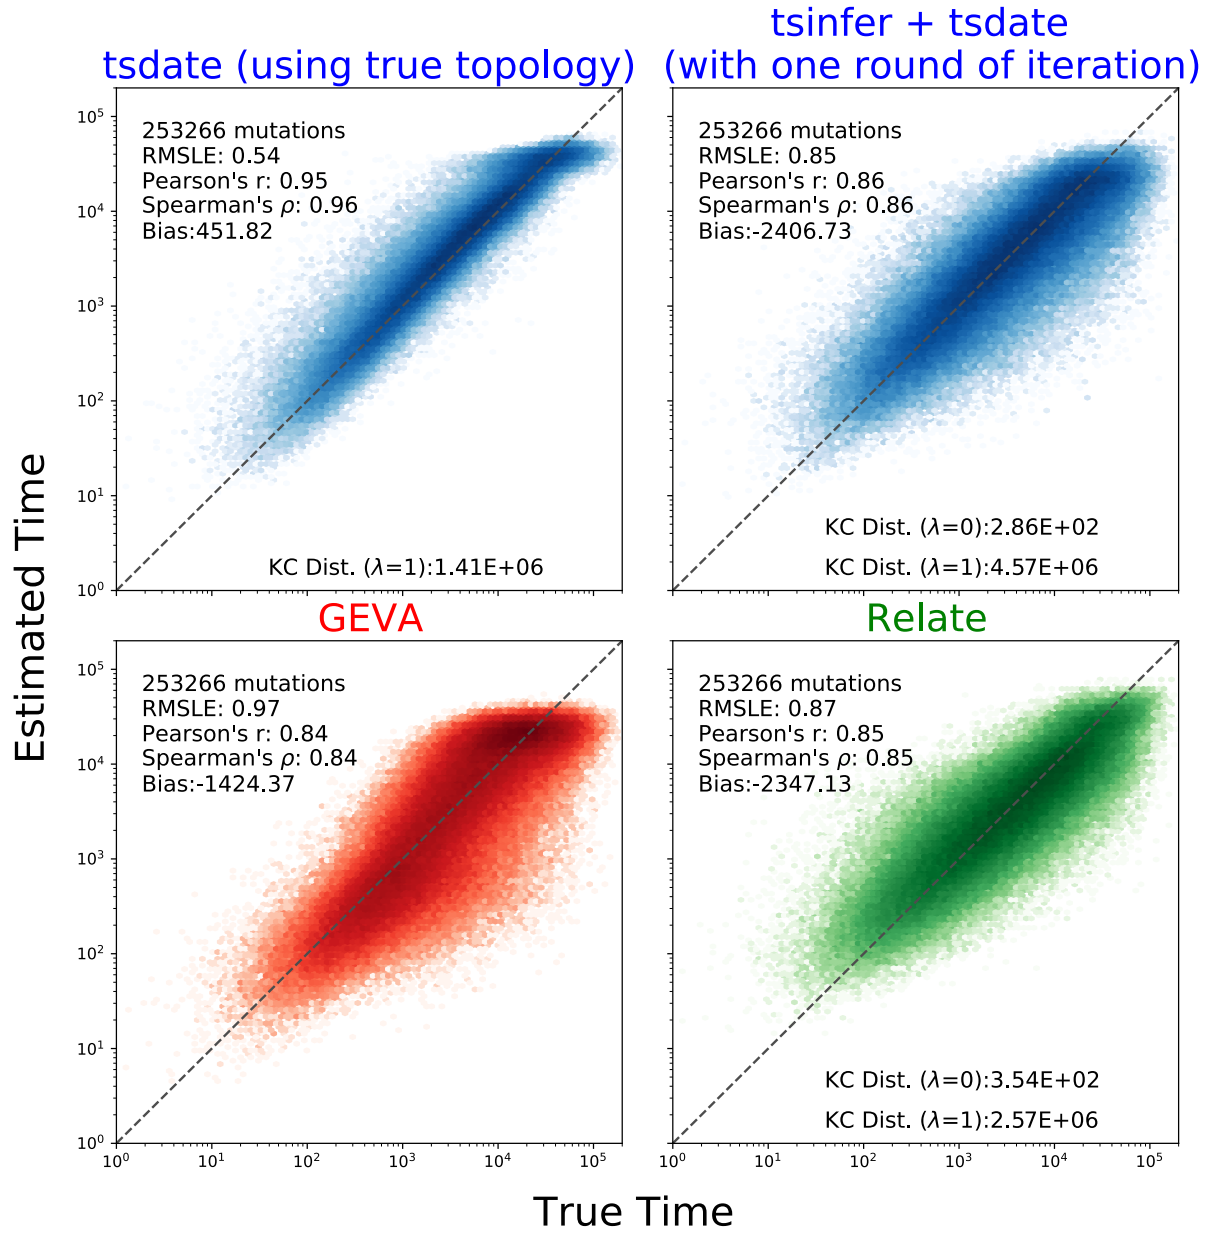 tsdate (using true topology)
tsinfer + tsdate
(with one round of iteration)
10⁵
10⁴
10³
10²
10¹
10⁰
253266 mutations
RMSLE: 0.54
Pearson's r: 0.95
Spearman's ρ: 0.96
Bias:451.82
KC Dist. (λ=1):1.41E+06
253266 mutations
RMSLE: 0.85
Pearson's r: 0.86
Spearman's ρ: 0.86
Bias:-2406.73
KC Dist. (λ=0):2.86E+02
KC Dist. (λ=1):4.57E+06
Estimated Time
GEVA
Relate
10⁵
10⁴
10³
10²
10¹
10⁰
253266 mutations
RMSLE: 0.97
Pearson's r: 0.84
Spearman's ρ: 0.84
Bias:-1424.37
253266 mutations
RMSLE: 0.87
Pearson's r: 0.85
Spearman's ρ: 0.85
Bias:-2347.13
KC Dist. (λ=0):3.54E+02
KC Dist. (λ=1):2.57E+06
10⁰ 10¹ 10² 10³ 10⁴ 10⁵
10⁰ 10¹ 10² 10³ 10⁴ 10⁵
True Time